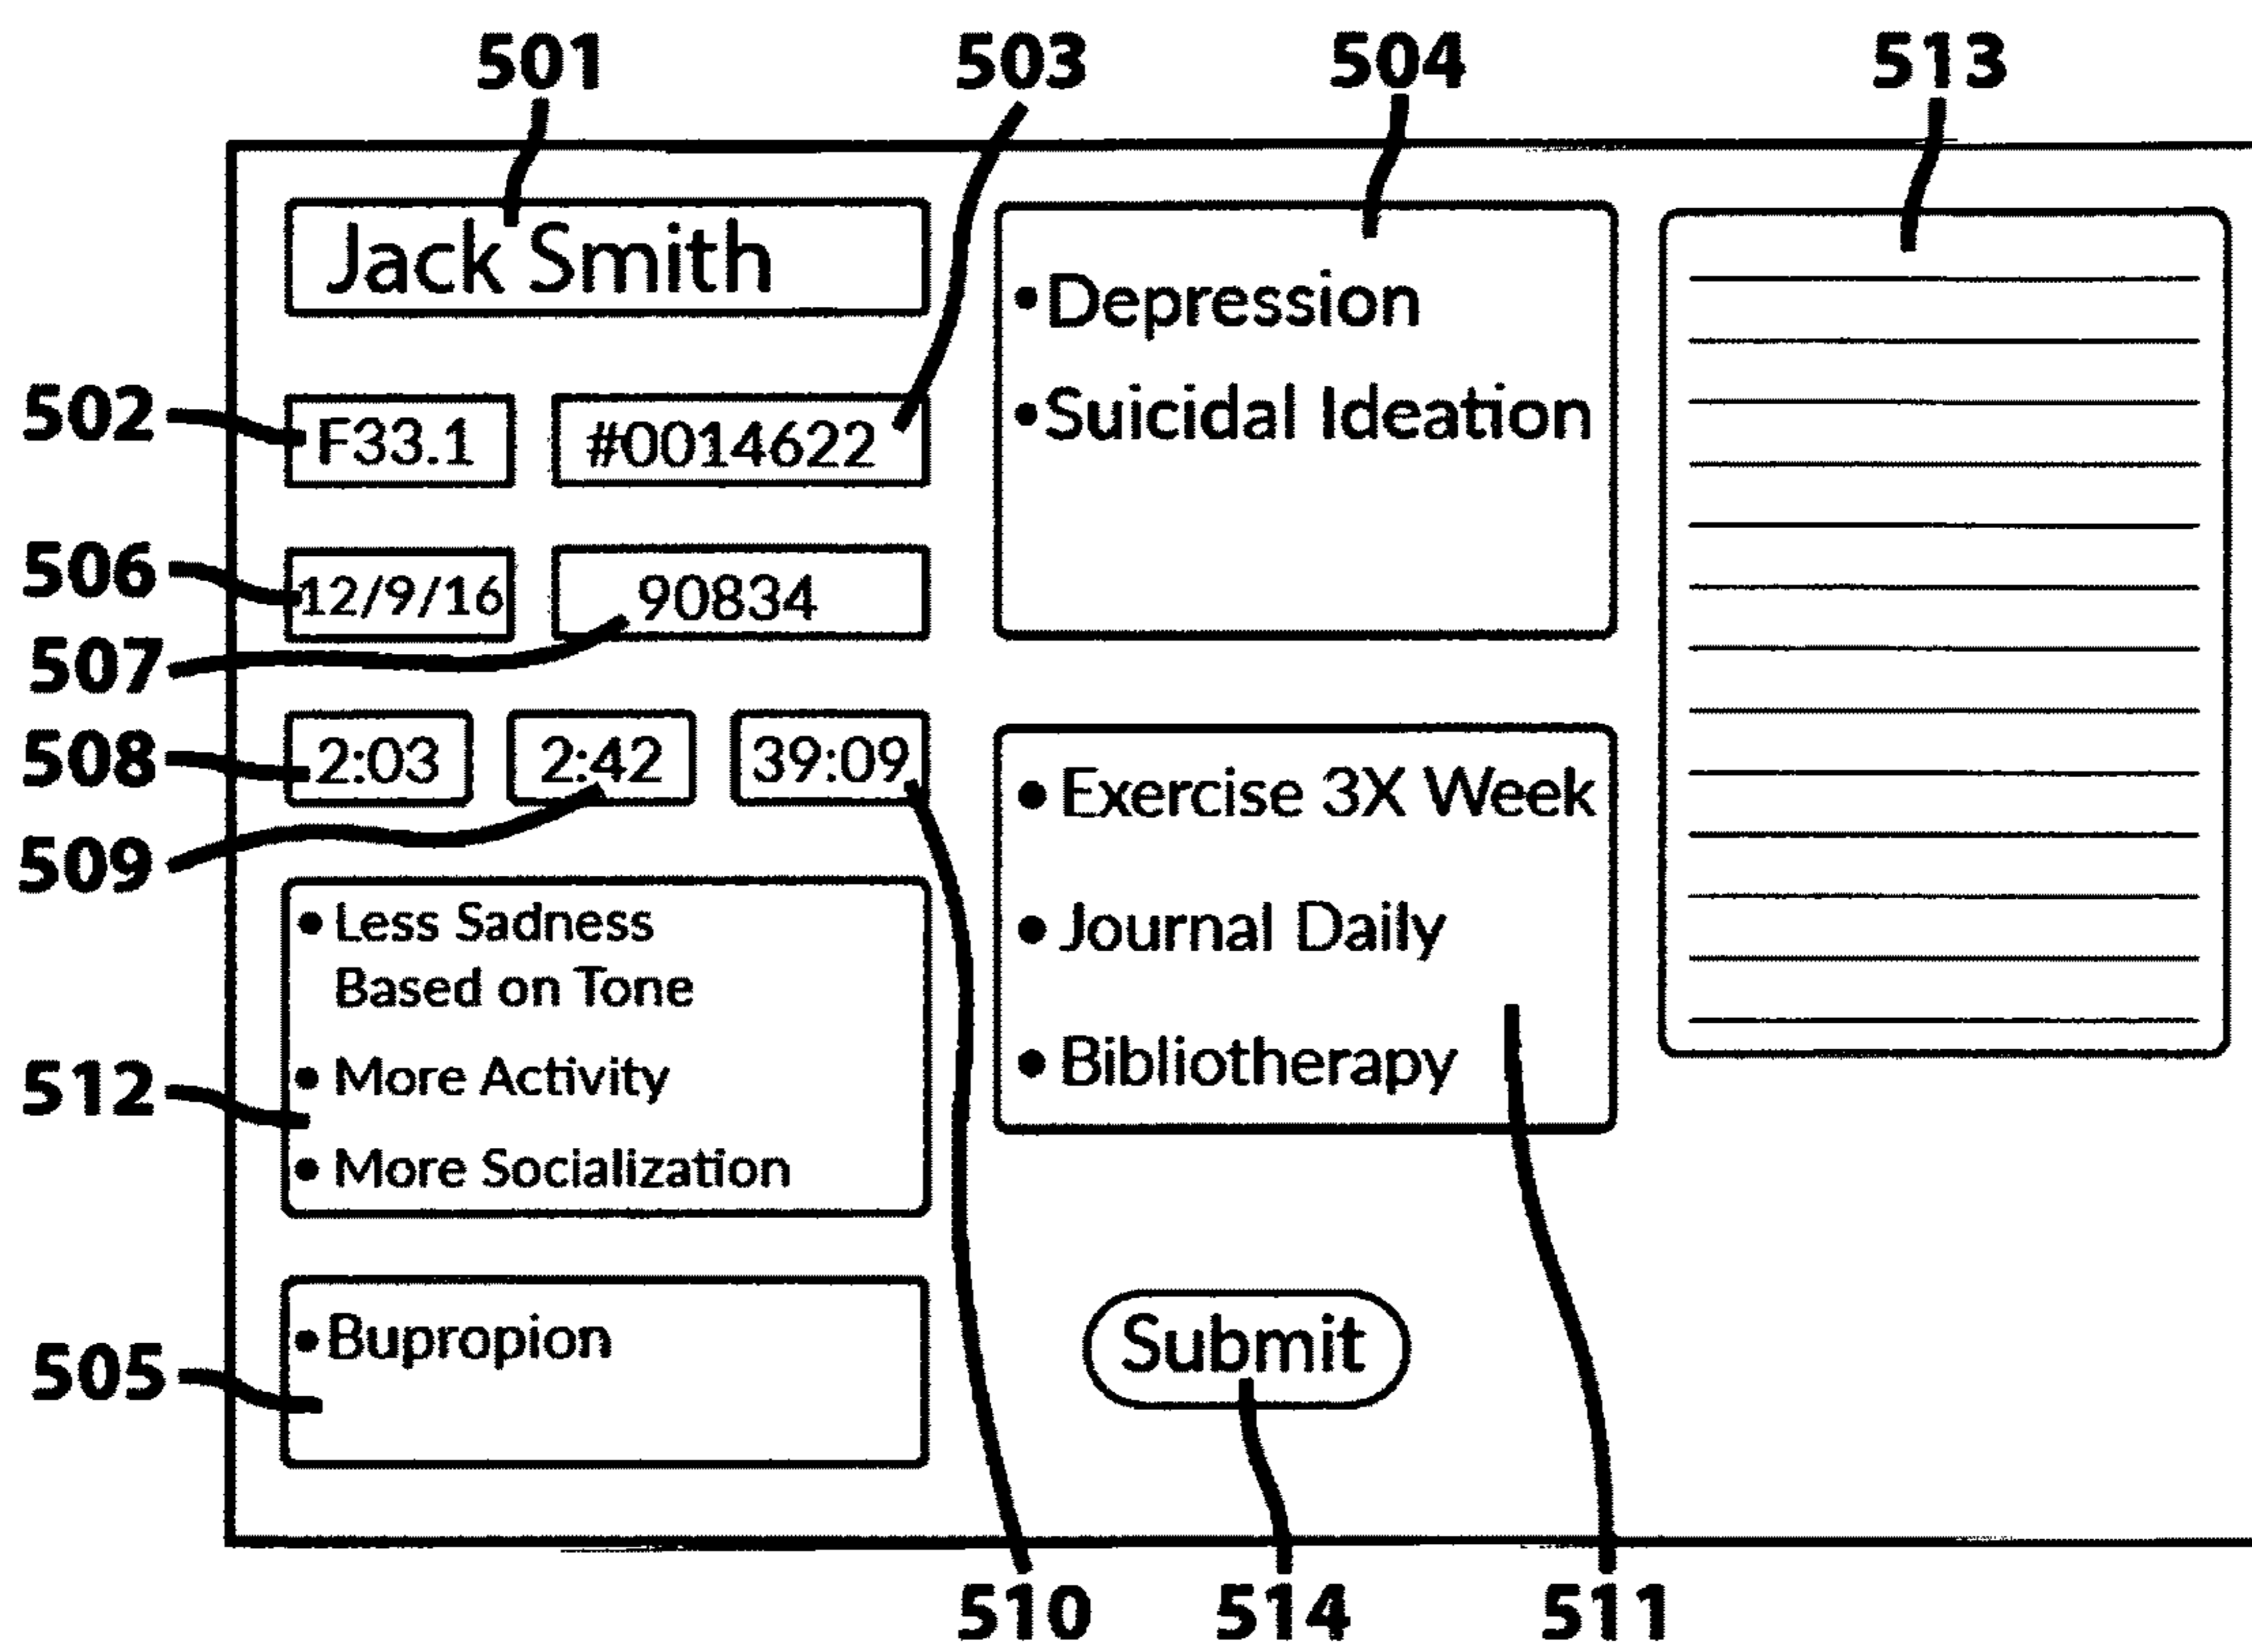 501 503 504 513
Jack Smith
• Depression
• Suicidal Ideation
502 F33.1 #0014622
506 12/9/16 90834
507
508 2:03 2:42 39:09
509
• Exercise 3X Week
• Journal Daily
• Bibliotherapy
• Less Sadness
Based on Tone
512 • More Activity
• More Socialization
505 • Bupropion
Submit
510 514 511